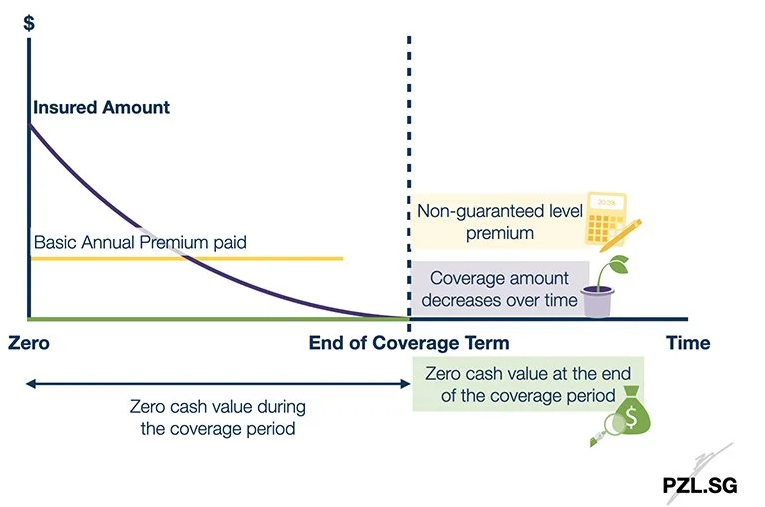 $
Insured Amount
Basic Annual Premium paid
Non-guaranteed level
premium
Coverage amount
decreases over time
Zero
End of Coverage Term
Time
Zero cash value during
the coverage period
Zero cash value at the end
of the coverage period
$
PZL.SG